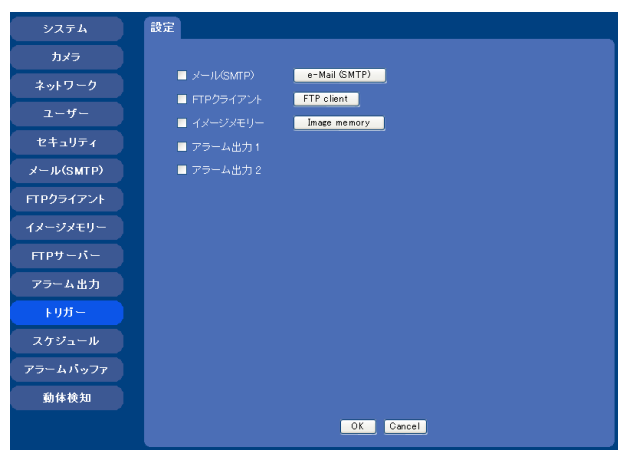 システム
カメラ
ネットワーク
ユーザー
セキュリティ
メール(SMTP)
FTPクライアント
イメージメモリー
FTPサーバー
アラーム出力
トリガー
スケジュール
アラームバッファ
動体検知
設定
メール(SMTP) e-Mail (SMTP)
FTPクライアント FTP client
イメージメモリー Image memory
アラーム出力 1
アラーム出力 2
OK Cancel